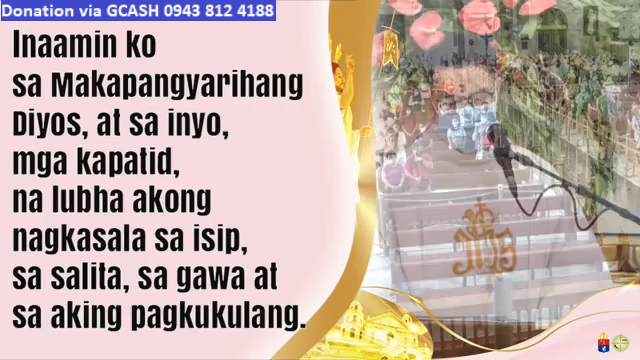 Donation via GCASH 0943 812 4188
Inaamin ko
sa Makapangyarihang
Diyos, at sa inyo,
mga kapatid,
na lubha akong
nagkasala sa isip,
sa salita, sa gawa at
sa aking pagkukulang.